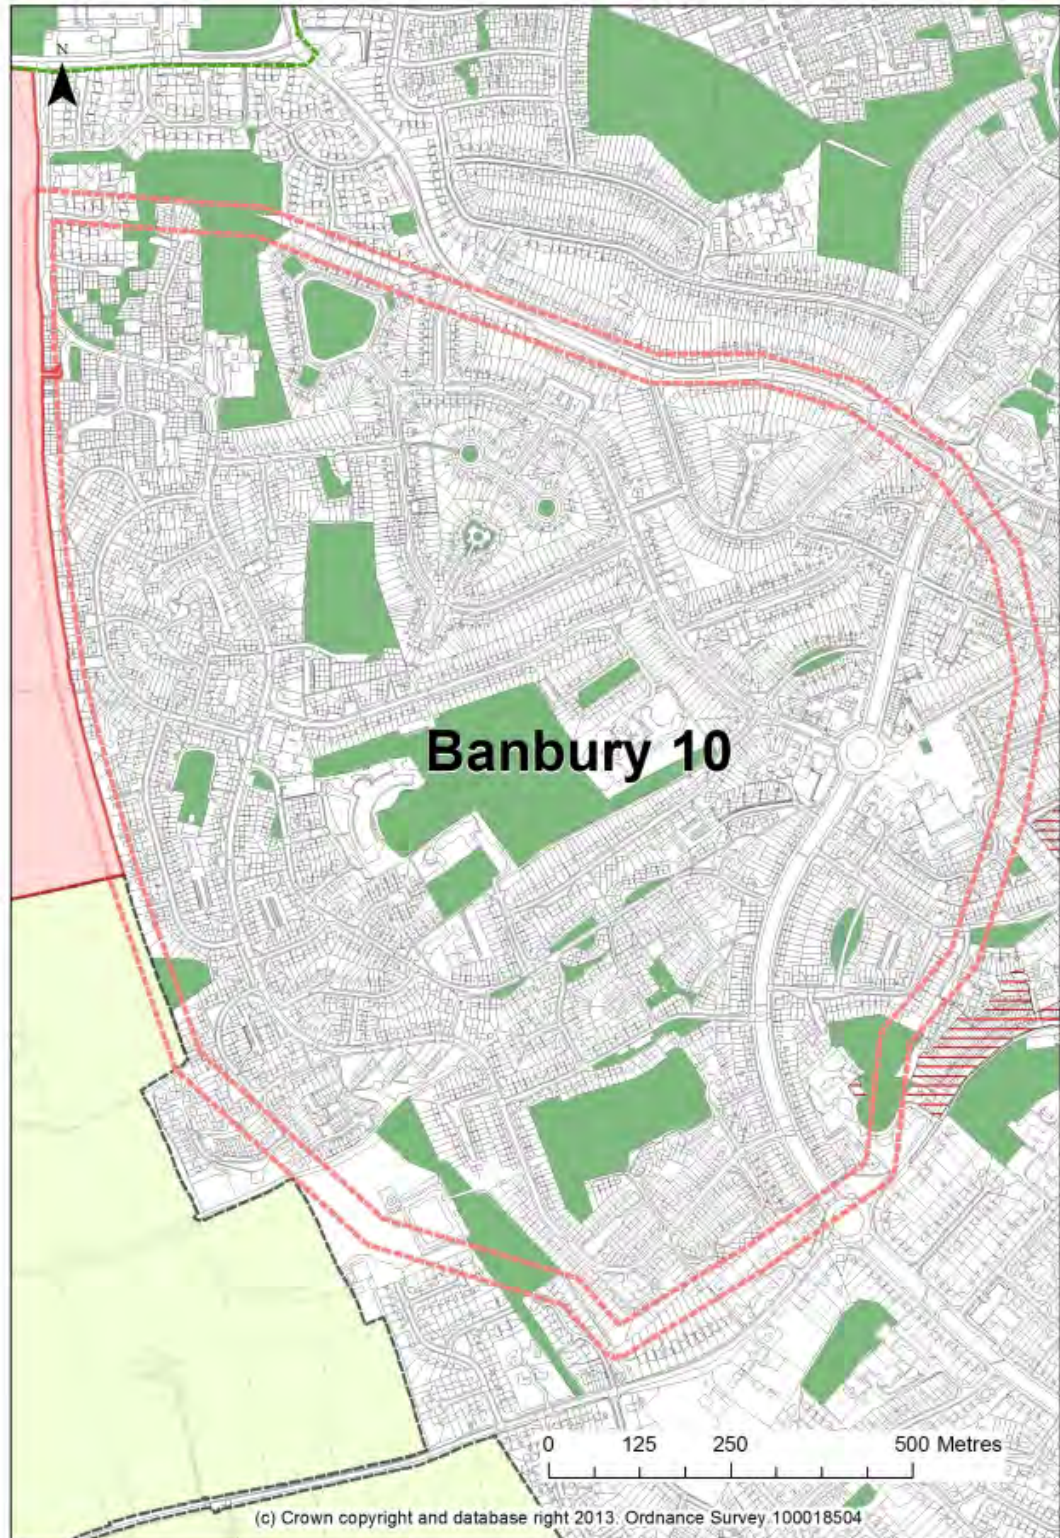 N
Banbury 10
0 125 250 500 Metres
(c) Crown copyright and database right 2013. Ordnance Survey 100018504